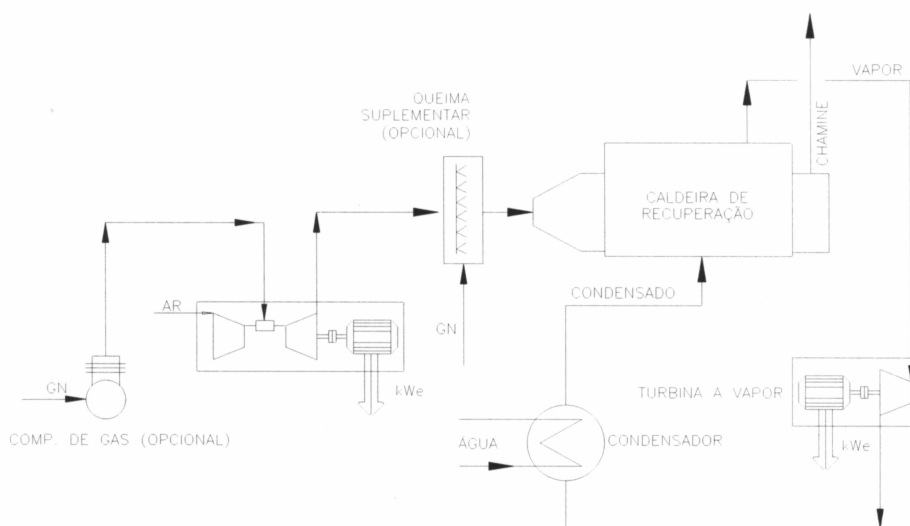 VAPOR
QUEIMA
SUPLEMENTAR
(OPCIONAL)
CHAMINE
CALDEIRA DE
RECUPERAÇÃO
CONDENSADO
AR
GN
GN
kWe
COMP. DE GAS (OPCIONAL)
TURBINA A VAPOR
ÁGUA
CONDENSADOR
kWe